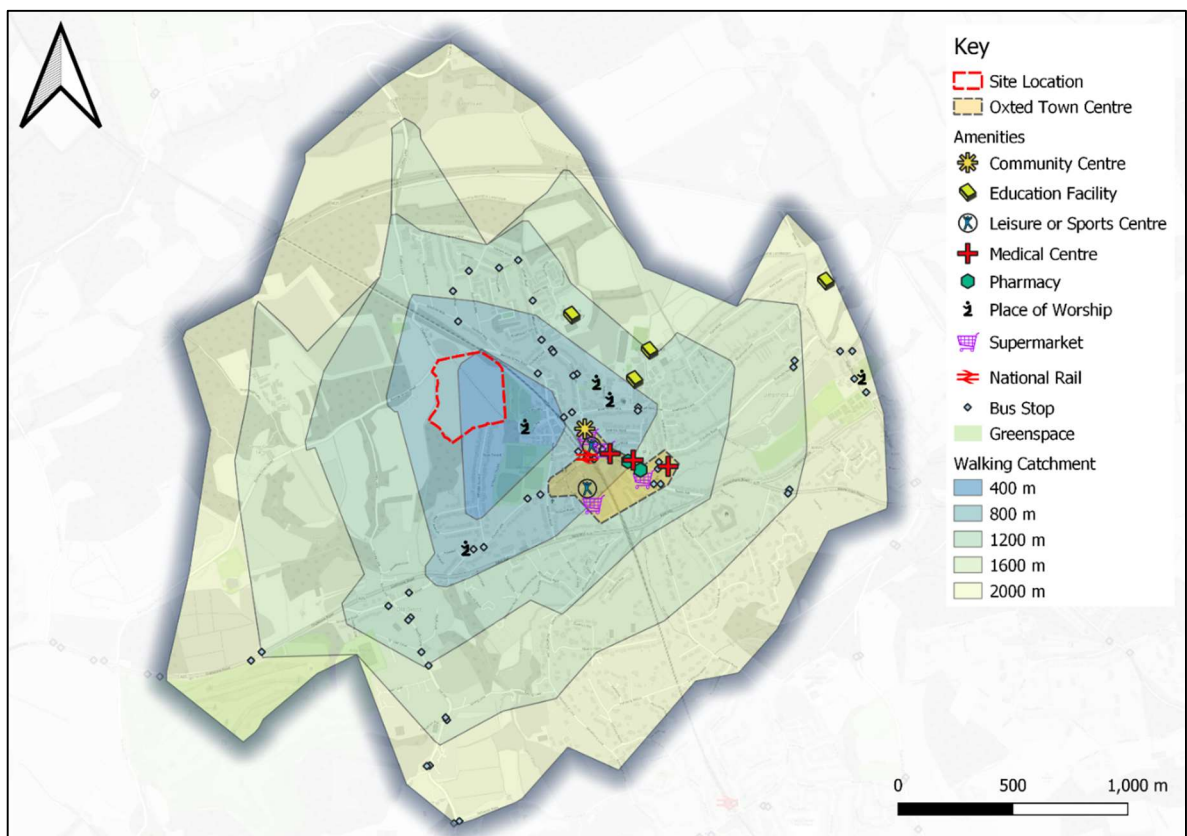 Key
Site Location
Oxted Town Centre
Amenities
Community Centre
Education Facility
Leisure or Sports Centre
Medical Centre
Pharmacy
Place of Worship
Supermarket
National Rail
Bus Stop
Greenspace
Walking Catchment
400 m
800 m
1200 m
1600 m
2000 m
0 500 1,000 m